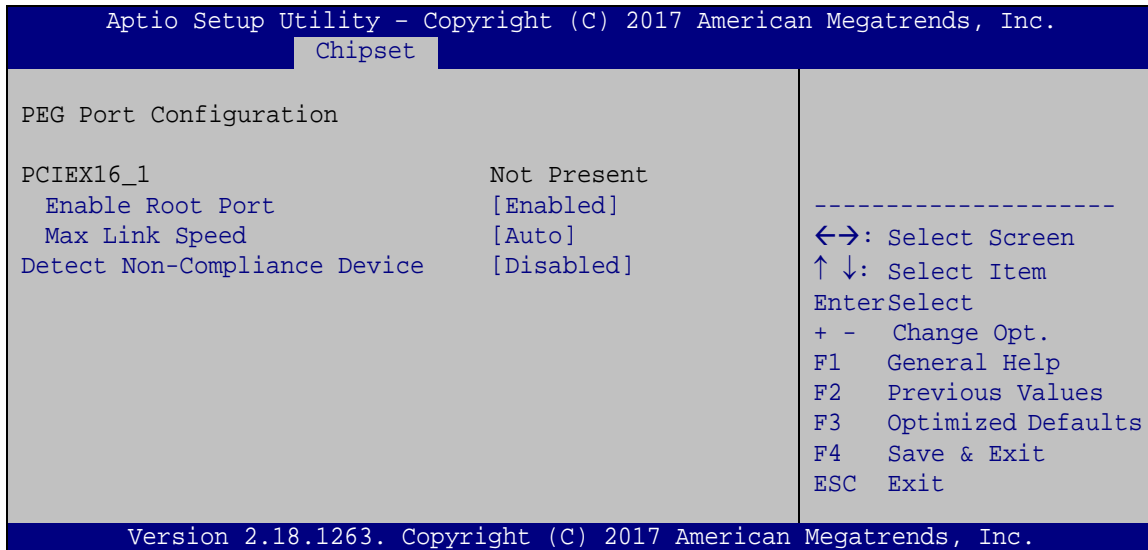 Aptio Setup Utility – Copyright (C) 2017 American Megatrends, Inc.
Chipset
PEG Port Configuration
PCIEX16_1 Not Present
Enable Root Port [Enabled]
Max Link Speed [Auto]
Detect Non-Compliance Device [Disabled]
---------------------
←→: Select Screen
↑ ↓: Select Item
EnterSelect
+ - Change Opt.
F1 General Help
F2 Previous Values
F3 Optimized Defaults
F4 Save & Exit
ESC Exit
Version 2.18.1263. Copyright (C) 2017 American Megatrends, Inc.